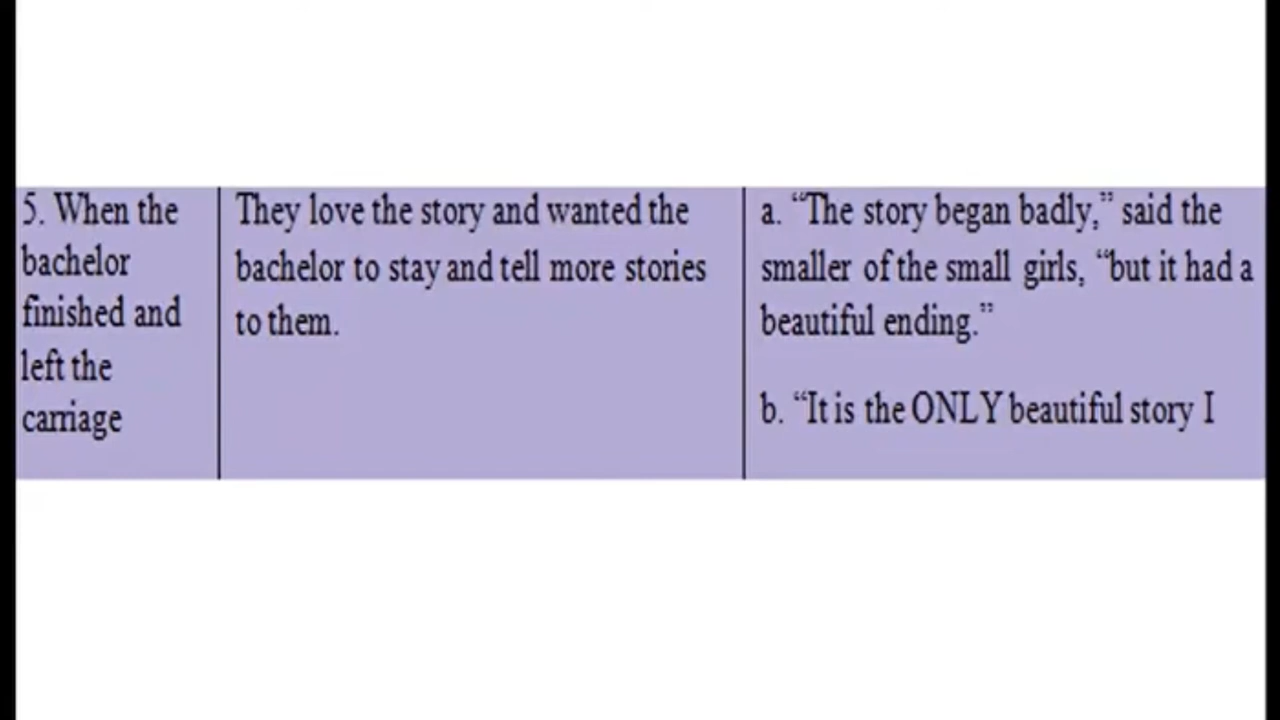 5. When the
bachelor
finished and
left the
carriage
They love the story and wanted the
bachelor to stay and tell more stories
to them.
a. “The story began badly,” said the
smaller of the small girls, “but it had a
beautiful ending.”
b. “It is the ONLY beautiful story I